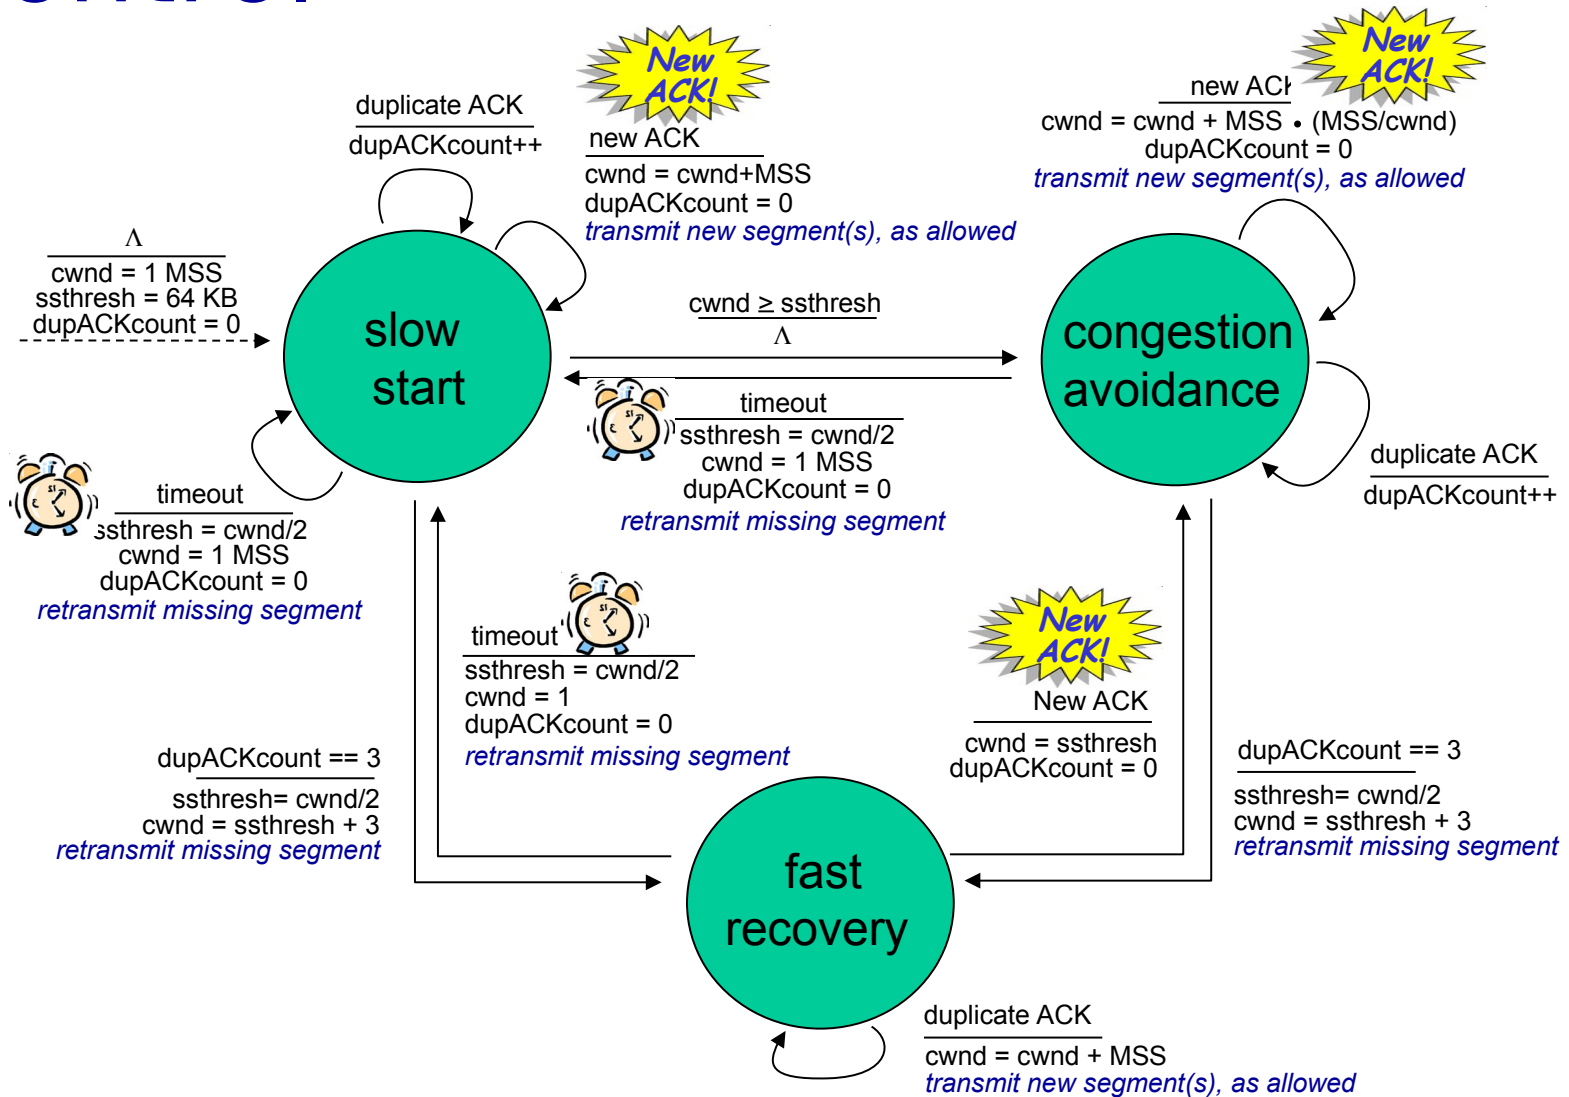 New
ACK!
duplicate ACK
dupACKcount++
new ACK
cwnd = cwnd+MSS
dupACKcount = 0
transmit new segment(s), as allowed
New
ACK!
new ACK
cwnd = cwnd + MSS • (MSS/cwnd)
dupACKcount = 0
transmit new segment(s), as allowed
Λ
cwnd = 1 MSS
ssthresh = 64 KB
dupACKcount = 0
slow
start
cwnd ≥ ssthresh
Λ
congestion
avoidance
timeout
ssthresh = cwnd/2
cwnd = 1 MSS
dupACKcount = 0
retransmit missing segment
duplicate ACK
dupACKcount++
timeout
ssthresh = cwnd/2
cwnd = 1 MSS
dupACKcount = 0
retransmit missing segment
timeout
ssthresh = cwnd/2
cwnd = 1
dupACKcount = 0
retransmit missing segment
New
ACK!
New ACK
cwnd = ssthresh
dupACKcount = 0
dupACKcount == 3
ssthresh= cwnd/2
cwnd = ssthresh + 3
retransmit missing segment
dupACKcount == 3
ssthresh= cwnd/2
cwnd = ssthresh + 3
retransmit missing segment
fast
recovery
duplicate ACK
cwnd = cwnd + MSS
transmit new segment(s), as allowed